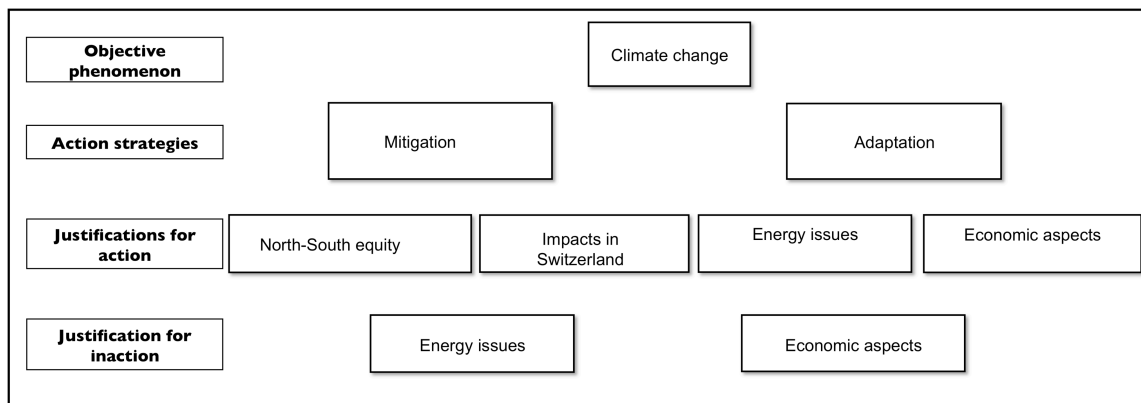 Objective
phenomenon
Climate change
Action strategies
Mitigation
Adaptation
Justifications for
action
North-South equity
Impacts in
Switzerland
Energy issues
Economic aspects
Justification for
inaction
Energy issues
Economic aspects